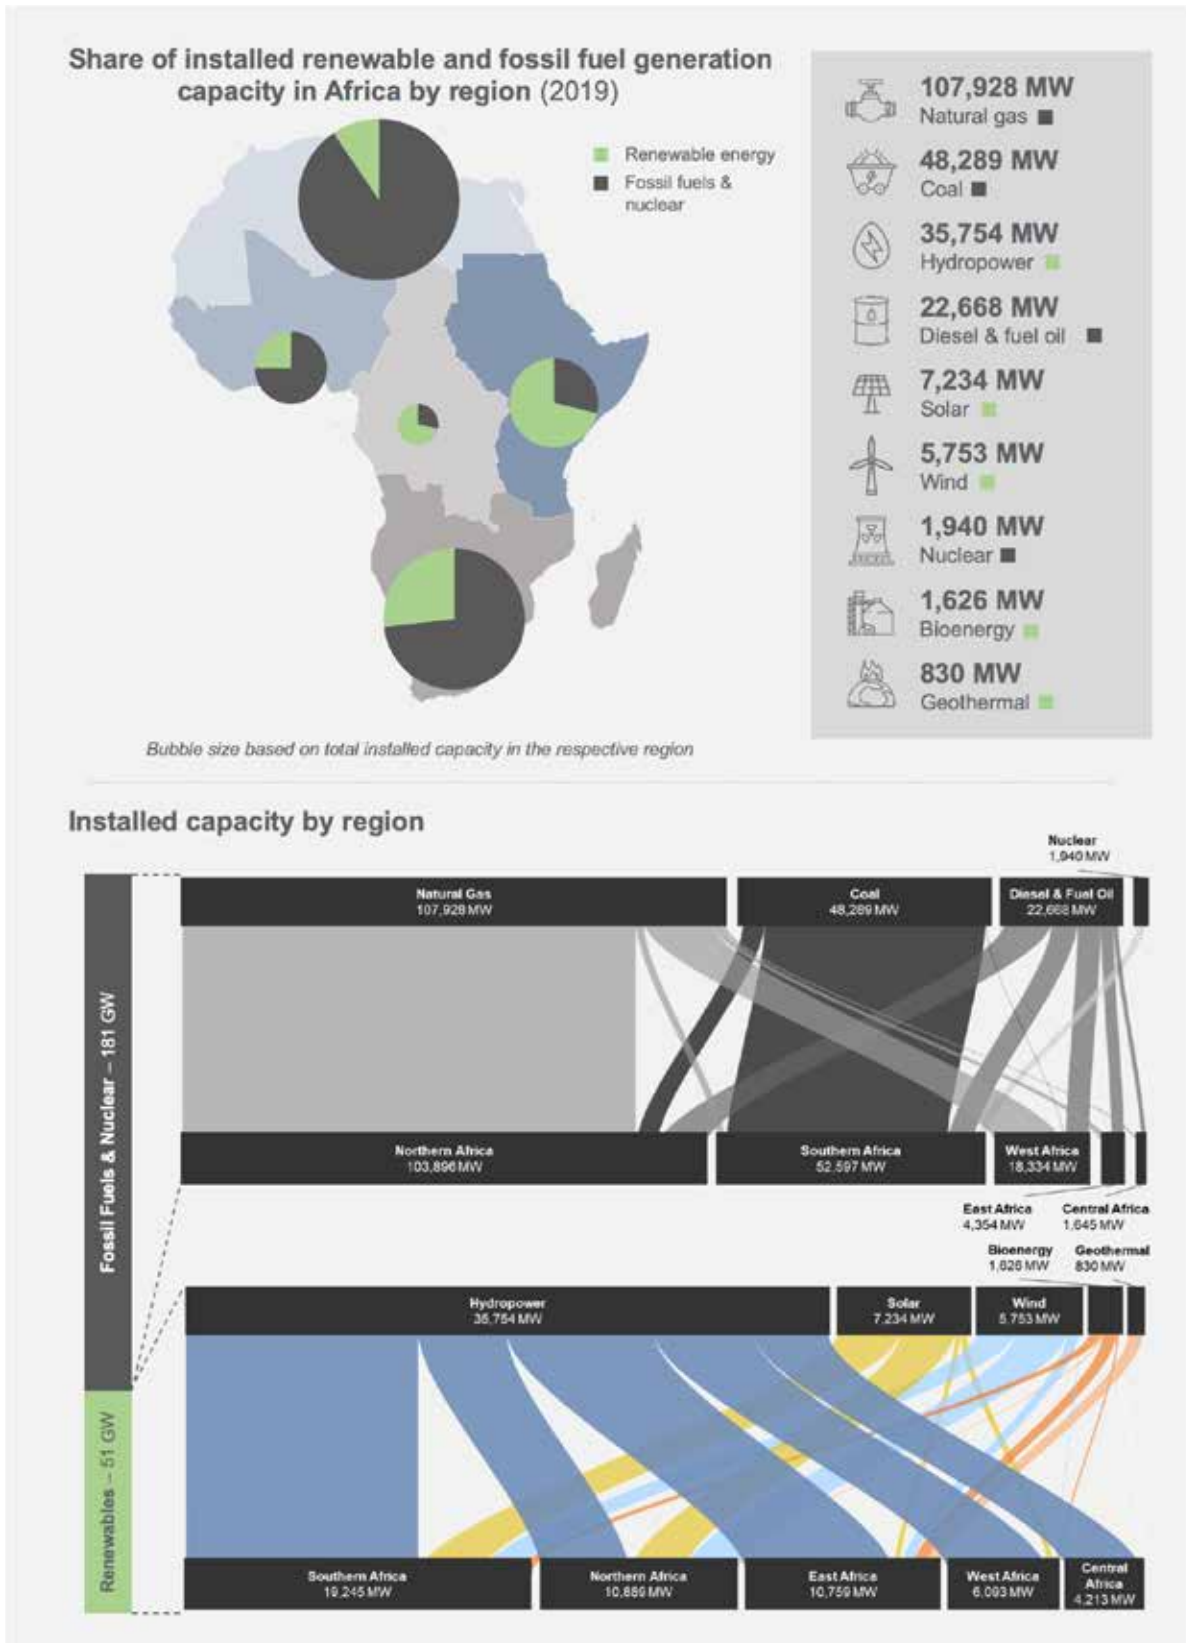 Share of installed renewable and fossil fuel generation
capacity in Africa by region (2019)
Renewable energy
Fossil fuels &
nuclear
107,928 MW
Natural gas
48,289 MW
Coal
35,754 MW
Hydropower
22,668 MW
Diesel & fuel oil
7,234 MW
Solar
5,753 MW
Wind
1,940 MW
Nuclear
1,626 MW
Bioenergy
830 MW
Geothermal
Bubble size based on total installed capacity in the respective region
Installed capacity by region
Nuclear
1,940 MW
Natural Gas
107,928 MW
Coal
48,289 MW
Diesel & Fuel Oil
22,668 MW
Fossil Fuels & Nuclear – 181 GW
Northern Africa
103,896 MW
Southern Africa
52,597 MW
West Africa
18,334 MW
East Africa
4,354 MW
Central Africa
1,645 MW
Bioenergy
1,626 MW
Geothermal
830 MW
Hydropower
35,754 MW
Solar
7,234 MW
Wind
5,753 MW
Renewables – 51 GW
Southern Africa
19,245 MW
Northern Africa
10,889 MW
East Africa
10,759 MW
West Africa
6,093 MW
Central
Africa
4,213 MW